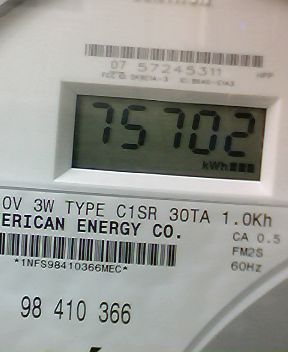 07 57245311
HPP
75702
kWh
0V 3W TYPE C1SR 30TA 1.0Kh
ERICAN ENERGY CO.
CA 0.5
FM2S
*1NFS98410366MEC*
60Hz
98 410 366